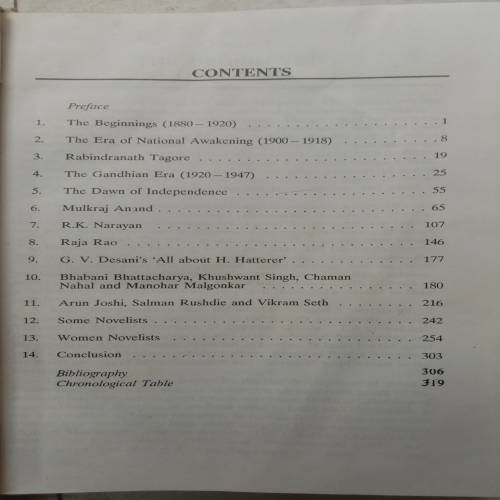 CONTENTS
Preface
1. The Beginnings (1880–1920) . . . . . . . . . . . . . . . . . . . . 1
2. The Era of National Awakening (1900–1918) . . . . . . . . . . 8
3. Rabindranath Tagore . . . . . . . . . . . . . . . . . . . . . . 19
4. The Gandhian Era (1920–1947) . . . . . . . . . . . . . . . . . 25
5. The Dawn of Independence . . . . . . . . . . . . . . . . . . . 55
6. Mulkraj Anand . . . . . . . . . . . . . . . . . . . . . . . . . . 65
7. R.K. Narayan . . . . . . . . . . . . . . . . . . . . . . . . . . 107
8. Raja Rao . . . . . . . . . . . . . . . . . . . . . . . . . . . . . 146
9. G. V. Desani's 'All about H. Hatterer' . . . . . . . . . . . . . 177
10. Bhabani Bhattacharya, Khushwant Singh, Chaman
Nahal and Manohar Malgonkar . . . . . . . . . . . . . . . 180
11. Arun Joshi, Salman Rushdie and Vikram Seth . . . . . . . . 216
12. Some Novelists . . . . . . . . . . . . . . . . . . . . . . . . . . 242
13. Women Novelists . . . . . . . . . . . . . . . . . . . . . . . . 254
14. Conclusion . . . . . . . . . . . . . . . . . . . . . . . . . . . . 303
Bibliography 306
Chronological Table 319